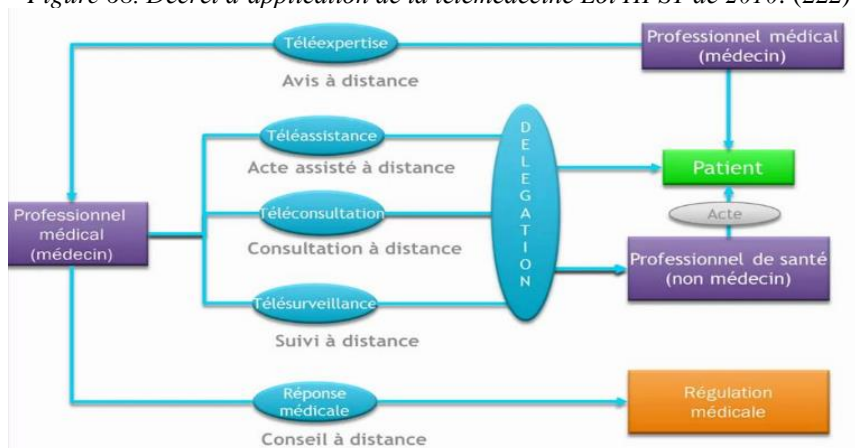 Figure 68. Décret d'application de la télémédecine Loi HPST de 2010. (222)
Téléexpertise
Avis à distance
Professionnel médical
(médecin)
Téléassistance
Acte assisté à distance
DELEGATION
Patient
Acte
Professionnel
médical
(médecin)
Téléconsultation
Consultation à distance
Professionnel de santé
(non médecin)
Télésurveillance
Suivi à distance
Réponse
médicale
Conseil à distance
Régulation
médicale